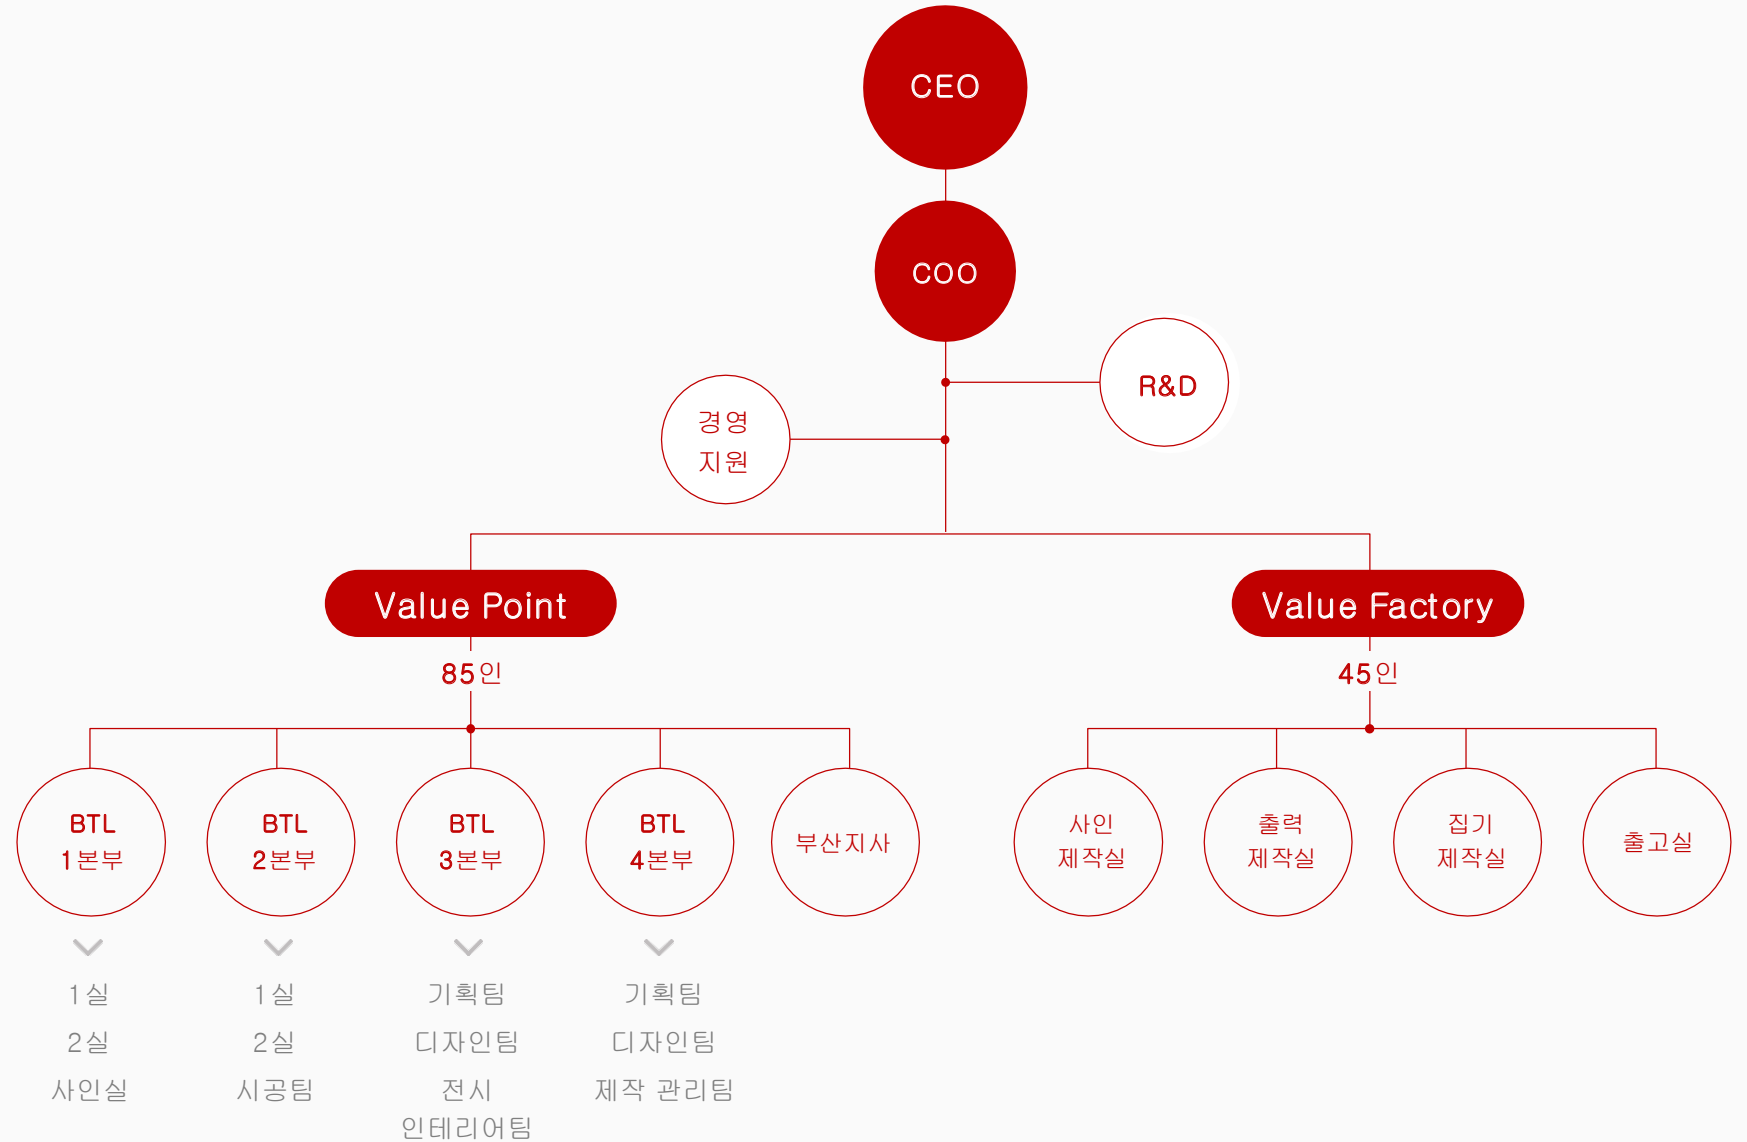 CEO
COO
R&D
경영
지원
Value Point
85인
Value Factory
45인
BTL
1본부
BTL
2본부
BTL
3본부
BTL
4본부
부산지사
사인
제작실
출력
제작실
집기
제작실
출고실
1실
2실
사인실
1실
2실
시공팀
기획팀
디자인팀
전시
인테리어팀
기획팀
디자인팀
제작 관리팀